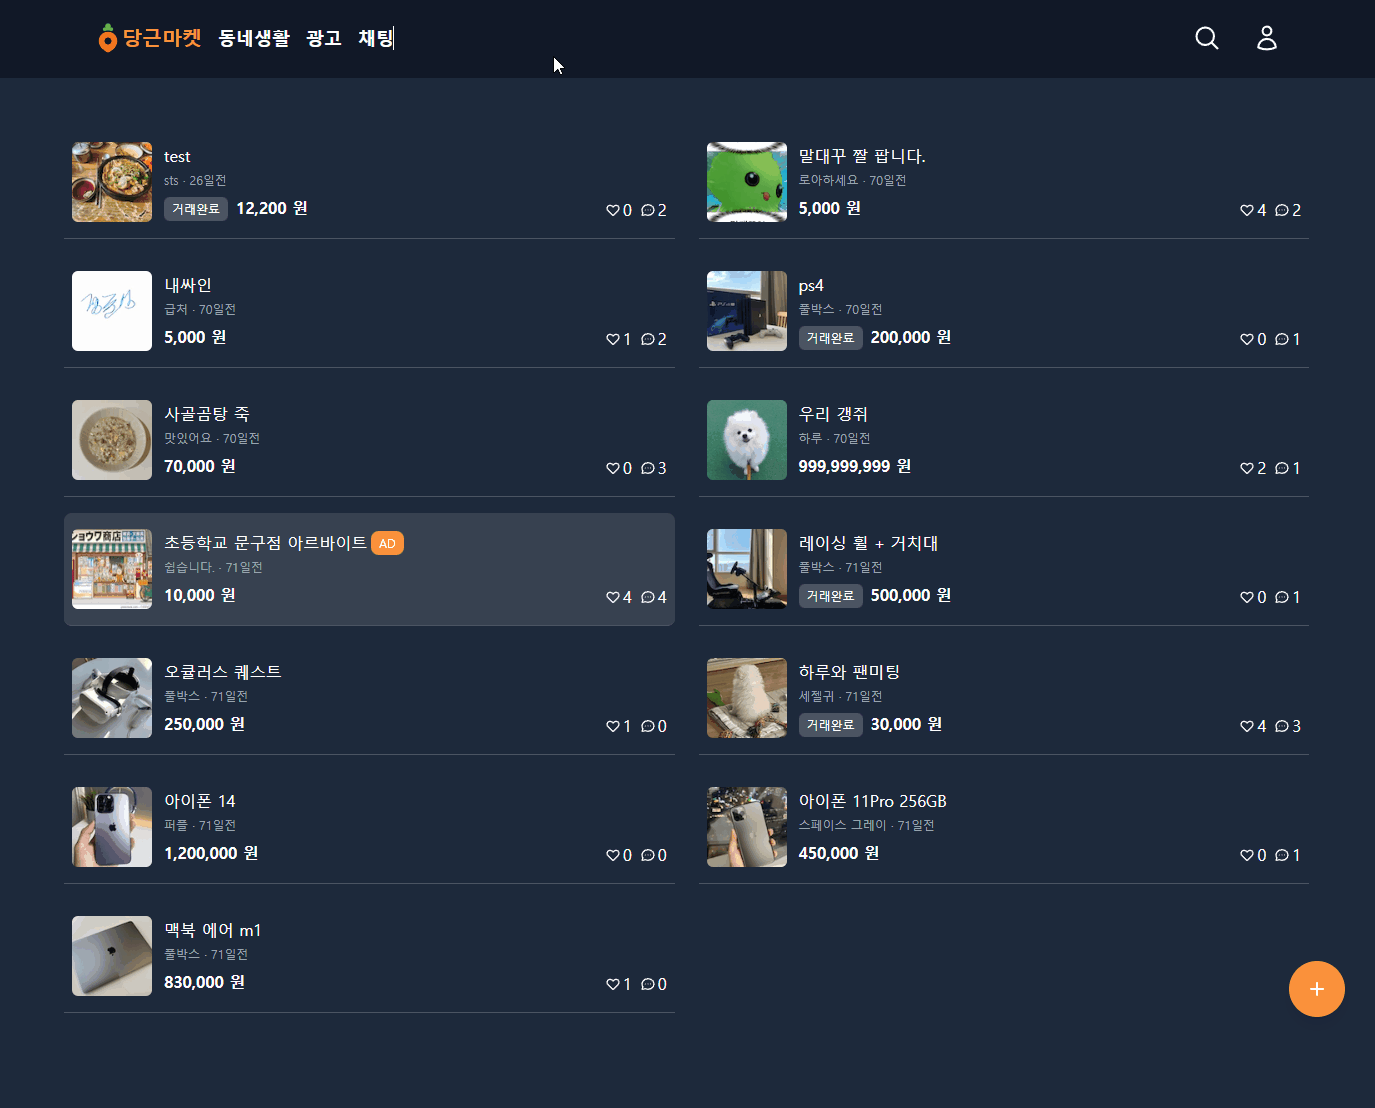 당근마켓 동네생활 광고 채팅
test
sts · 26일전
거래완료 12,200 원
0 2
말대꾸 짤 팝니다.
로아하세요 · 70일전
5,000 원
4 2
내싸인
급처 · 70일전
5,000 원
1 2
ps4
풀박스 · 70일전
거래완료 200,000 원
0 1
사골곰탕 죽
맛있어요 · 70일전
70,000 원
0 3
우리 갱쥐
하루 · 70일전
999,999,999 원
2 1
초등학교 문구점 아르바이트 AD
쉽습니다. · 71일전
10,000 원
4 4
레이싱 휠 + 거치대
풀박스 · 71일전
거래완료 500,000 원
0 1
오큘러스 퀘스트
풀박스 · 71일전
250,000 원
1 0
하루와 팬미팅
세젤귀 · 71일전
거래완료 30,000 원
4 3
아이폰 14
퍼플 · 71일전
1,200,000 원
0 0
아이폰 11Pro 256GB
스페이스 그레이 · 71일전
450,000 원
0 1
맥북 에어 m1
풀박스 · 71일전
830,000 원
1 0
+